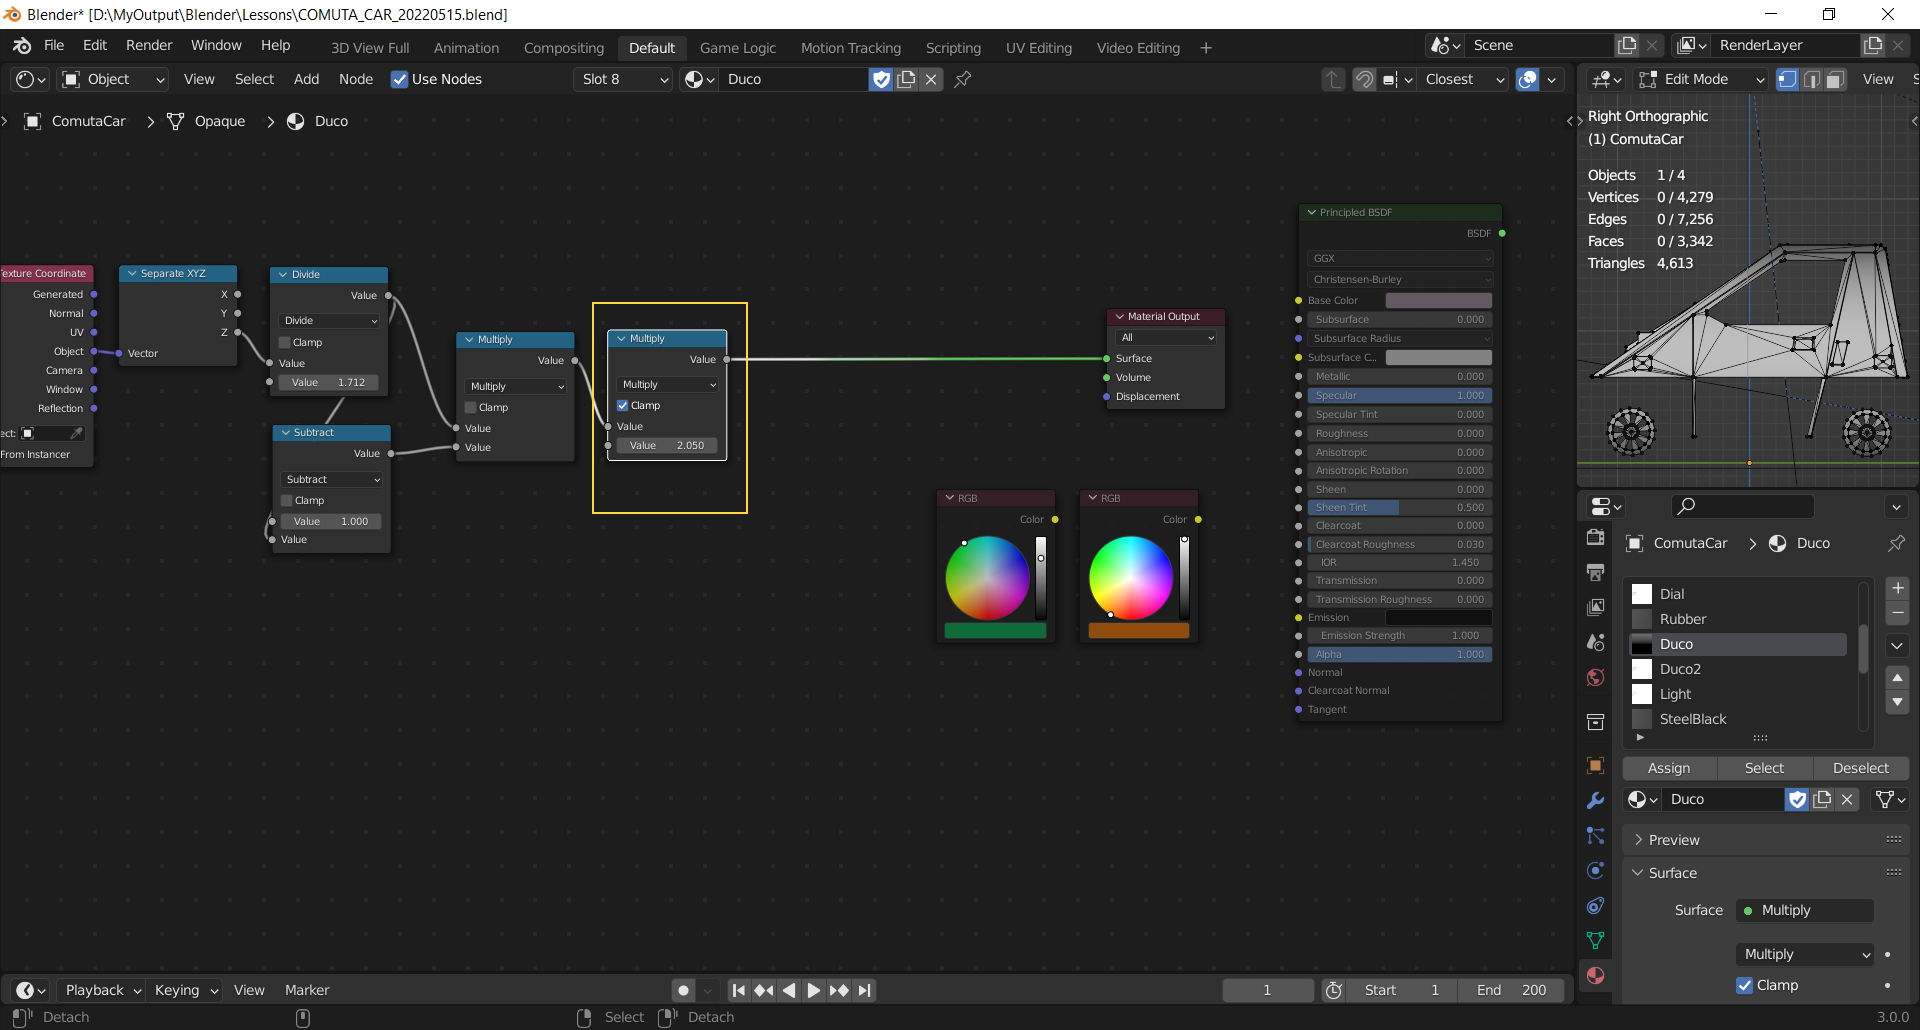 Blender* [D:\MyOutput\Blender\Lessons\COMUTA_CAR_20220515.blend]
File Edit Render Window Help 3D View Full Animation Compositing Default Game Logic Motion Tracking Scripting UV Editing Video Editing + Scene RenderLayer
Object View Select Add Node Use Nodes Slot 8 Duco Closest Edit Mode View S
ComutaCar > Opaque > Duco
Right Orthographic
(1) ComutaCar
Objects 1 / 4
Vertices 0 / 4,279
Edges 0 / 7,256
Faces 0 / 3,342
Triangles 4,613
Texture Coordinate
Generated
Normal
UV
Object
Camera
Window
Reflection
ect:
From Instancer
Separate XYZ
X
Y
Z
Vector
Divide
Value
Divide
Clamp
Value
Value 1.712
Subtract
Value
Subtract
Clamp
Value 1.000
Value
Multiply
Value
Multiply
Clamp
Value
Value
Multiply
Value
Multiply
Clamp
Value
Value 2.050
Material Output
All
Surface
Volume
Displacement
RGB
Color
RGB
Color
Principled BSDF
BSDF
GGX
Christensen-Burley
Base Color
Subsurface 0.000
Subsurface Radius
Subsurface C..
Metallic 0.000
Specular 1.000
Specular Tint 0.000
Roughness 0.000
Anisotropic 0.000
Anisotropic Rotation 0.000
Sheen 0.000
Sheen Tint 0.500
Clearcoat 0.000
Clearcoat Roughness 0.030
IOR 1.450
Transmission 0.000
Transmission Roughness 0.000
Emission
Emission Strength 1.000
Alpha 1.000
Normal
Clearcoat Normal
Tangent
ComutaCar > Duco
Dial
Rubber
Duco
Duco2
Light
SteelBlack
Assign Select Deselect
Duco
Preview
Surface
Surface Multiply
Multiply
Clamp
Playback Keying View Marker 1 Start 1 End 200
Detach Select Detach 3.0.0